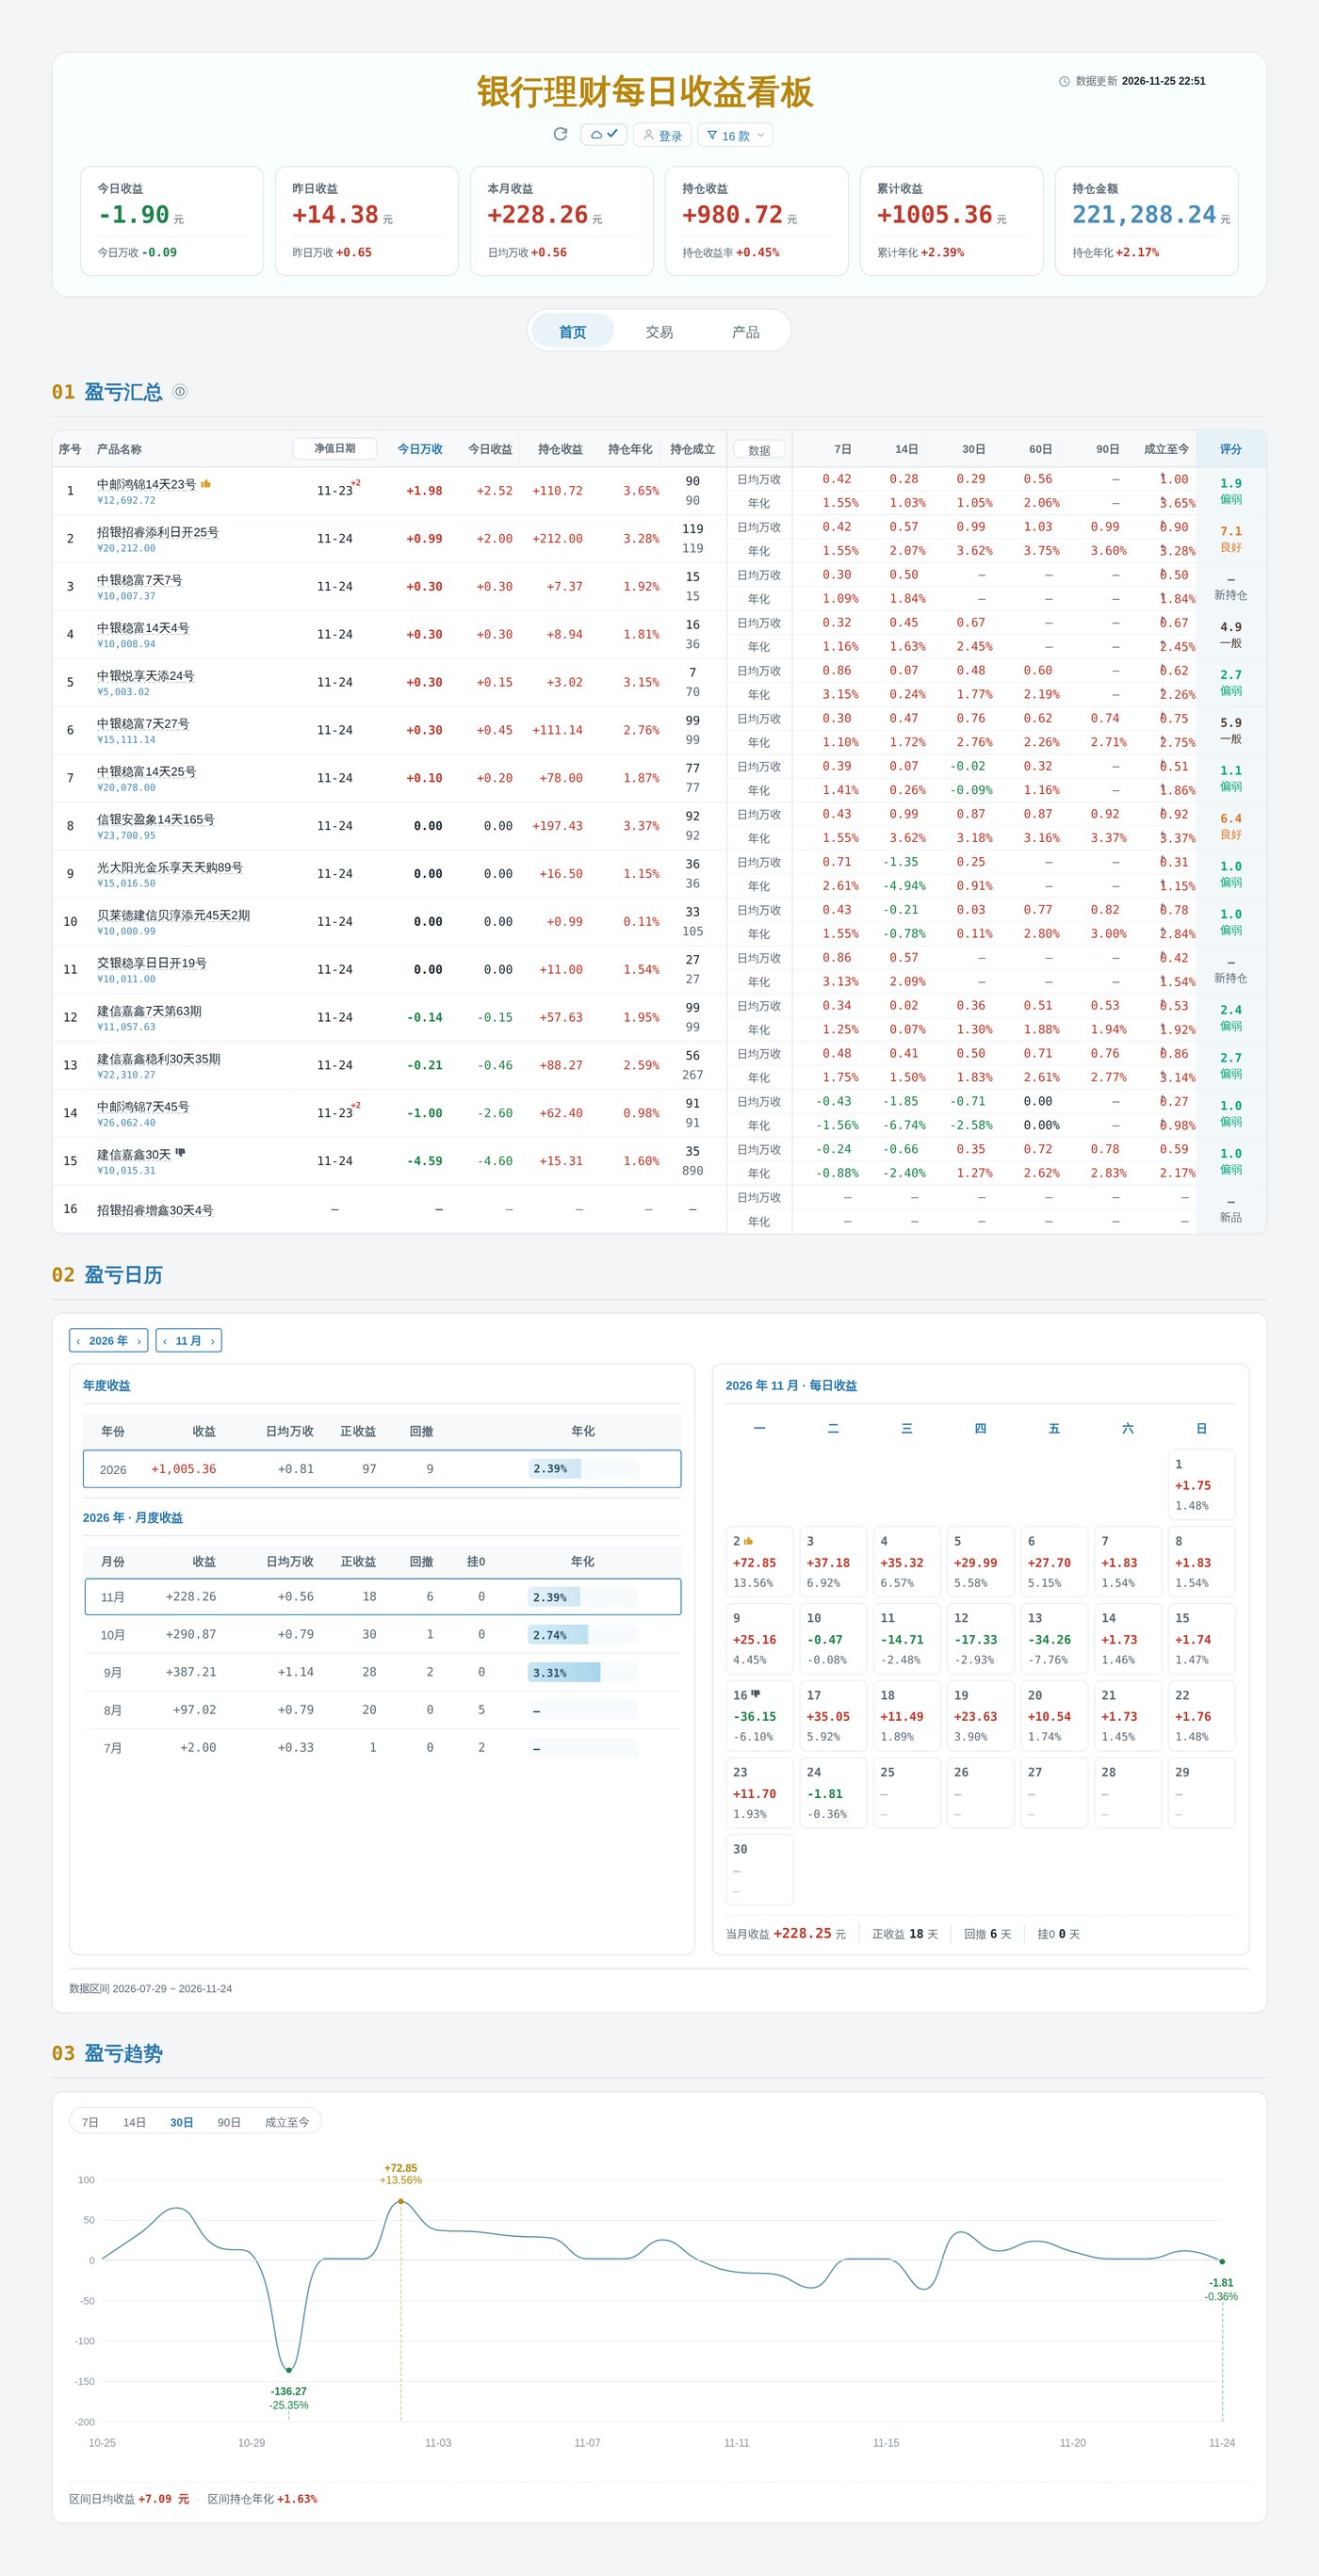 银行理财每日收益看板
数据更新 2026-11-25 22:51
登录 16 款
今日收益 昨日收益 本月收益 持仓收益 累计收益 持仓金额
-1.90 元 +14.38 元 +228.26 元 +980.72 元 +1005.36 元 221,288.24 元
今日万收 -0.09 昨日万收 +0.65 日均万收 +0.56 持仓收益率 +0.45% 累计年化 +2.39% 持仓年化 +2.17%
首页 交易 产品
01 盈亏汇总
序号 产品名称 净值日期 今日万收 今日收益 持仓收益 持仓年化 持仓成立 数据 7日 14日 30日 60日 90日 成立至今 评分
1 中邮鸿锦14天23号 ¥12,692.72 11-23 +2 +1.98 +2.52 +110.72 3.65% 90 90
日均万收 0.42 0.28 0.29 0.56 — 1.00 1.9
年化 1.55% 1.03% 1.05% 2.06% — 3.65% 偏弱
2 招银招睿添利日开25号 ¥20,212.00 11-24 +0.99 +2.00 +212.00 3.28% 119 119
日均万收 0.42 0.57 0.99 1.03 0.99 0.90 7.1
年化 1.55% 2.07% 3.62% 3.75% 3.60% 3.28% 良好
3 中银稳富7天7号 ¥10,007.37 11-24 +0.30 +0.30 +7.37 1.92% 15 15
日均万收 0.30 0.50 — — — 0.50 —
年化 1.09% 1.84% — — — 1.84% 新持仓
4 中银稳富14天4号 ¥10,008.94 11-24 +0.30 +0.30 +8.94 1.81% 16 36
日均万收 0.32 0.45 0.67 — — 0.67 4.9
年化 1.16% 1.63% 2.45% — — 2.45% 一般
5 中银悦享天添24号 ¥5,003.02 11-24 +0.30 +0.15 +3.02 3.15% 7 70
日均万收 0.86 0.07 0.48 0.60 — 0.62 2.7
年化 3.15% 0.24% 1.77% 2.19% — 2.26% 偏弱
6 中银稳富7天27号 ¥15,111.14 11-24 +0.30 +0.45 +111.14 2.76% 99 99
日均万收 0.30 0.47 0.76 0.62 0.74 0.75 5.9
年化 1.10% 1.72% 2.76% 2.26% 2.71% 2.75% 一般
7 中银稳富14天25号 ¥20,078.00 11-24 +0.10 +0.20 +78.00 1.87% 77 77
日均万收 0.39 0.07 -0.02 0.32 — 0.51 1.1
年化 1.41% 0.26% -0.09% 1.16% — 1.86% 偏弱
8 信银安盈象14天165号 ¥23,700.95 11-24 0.00 0.00 +197.43 3.37% 92 92
日均万收 0.43 0.99 0.87 0.87 0.92 0.92 6.4
年化 1.55% 3.62% 3.18% 3.16% 3.37% 3.37% 良好
9 光大阳光金乐享天天购89号 ¥15,016.50 11-24 0.00 0.00 +16.50 1.15% 36 36
日均万收 0.71 -1.35 0.25 — — 0.31 1.0
年化 2.61% -4.94% 0.91% — — 1.15% 偏弱
10 贝莱德建信贝淳添元45天2期 ¥10,000.99 11-24 0.00 0.00 +0.99 0.11% 33 105
日均万收 0.43 -0.21 0.03 0.77 0.82 0.78 1.0
年化 1.55% -0.78% 0.11% 2.80% 3.00% 2.84% 偏弱
11 交银稳享日日开19号 ¥10,011.00 11-24 0.00 0.00 +11.00 1.54% 27 27
日均万收 0.86 0.57 — — — 0.42 —
年化 3.13% 2.09% — — — 1.54% 新持仓
12 建信嘉鑫7天第63期 ¥11,057.63 11-24 -0.14 -0.15 +57.63 1.95% 99 99
日均万收 0.34 0.02 0.36 0.51 0.53 0.53 2.4
年化 1.25% 0.07% 1.30% 1.88% 1.94% 1.92% 偏弱
13 建信嘉鑫稳利30天35期 ¥22,310.27 11-24 -0.21 -0.46 +88.27 2.59% 56 267
日均万收 0.48 0.41 0.50 0.71 0.76 0.86 2.7
年化 1.75% 1.50% 1.83% 2.61% 2.77% 3.14% 偏弱
14 中邮鸿锦7天45号 ¥26,062.40 11-23 +2 -1.00 -2.60 +62.40 0.98% 91 91
日均万收 -0.43 -1.85 -0.71 0.00 — 0.27 1.0
年化 -1.56% -6.74% -2.58% 0.00% — 0.98% 偏弱
15 建信嘉鑫30天 ¥10,015.31 11-24 -4.59 -4.60 +15.31 1.60% 35 890
日均万收 -0.24 -0.66 0.35 0.72 0.78 0.59 1.0
年化 -0.88% -2.40% 1.27% 2.62% 2.83% 2.17% 偏弱
16 招银招睿增鑫30天4号 — — — — — —
日均万收 — — — — — — —
年化 — — — — — — 新品
02 盈亏日历
‹ 2026 年 › ‹ 11 月 ›
年度收益
年份 收益 日均万收 正收益 回撤 年化
2026 +1,005.36 +0.81 97 9 2.39%
2026 年 · 月度收益
月份 收益 日均万收 正收益 回撤 挂0 年化
11月 +228.26 +0.56 18 6 0 2.39%
10月 +290.87 +0.79 30 1 0 2.74%
9月 +387.21 +1.14 28 2 0 3.31%
8月 +97.02 +0.79 20 0 5 —
7月 +2.00 +0.33 1 0 2 —
2026 年 11 月 · 每日收益
一 二 三 四 五 六 日
1
+1.75
1.48%
2 3 4 5 6 7 8
+72.85 +37.18 +35.32 +29.99 +27.70 +1.83 +1.83
13.56% 6.92% 6.57% 5.58% 5.15% 1.54% 1.54%
9 10 11 12 13 14 15
+25.16 -0.47 -14.71 -17.33 -34.26 +1.73 +1.74
4.45% -0.08% -2.48% -2.93% -7.76% 1.46% 1.47%
16 17 18 19 20 21 22
-36.15 +35.05 +11.49 +23.63 +10.54 +1.73 +1.76
-6.10% 5.92% 1.89% 3.90% 1.74% 1.45% 1.48%
23 24 25 26 27 28 29
+11.70 -1.81 — — — — —
1.93% -0.36% — — — — —
30
—
—
当月收益 +228.25 元 正收益 18 天 回撤 6 天 挂0 0 天
数据区间 2026-07-29 ~ 2026-11-24
03 盈亏趋势
7日 14日 30日 90日 成立至今
+72.85
+13.56%
100
50
0
-50
-100
-150
-200
-1.81
-0.36%
-136.27
-25.35%
10-25 10-29 11-03 11-07 11-11 11-15 11-20 11-24
区间日均收益 +7.09 元 · 区间持仓年化 +1.63%